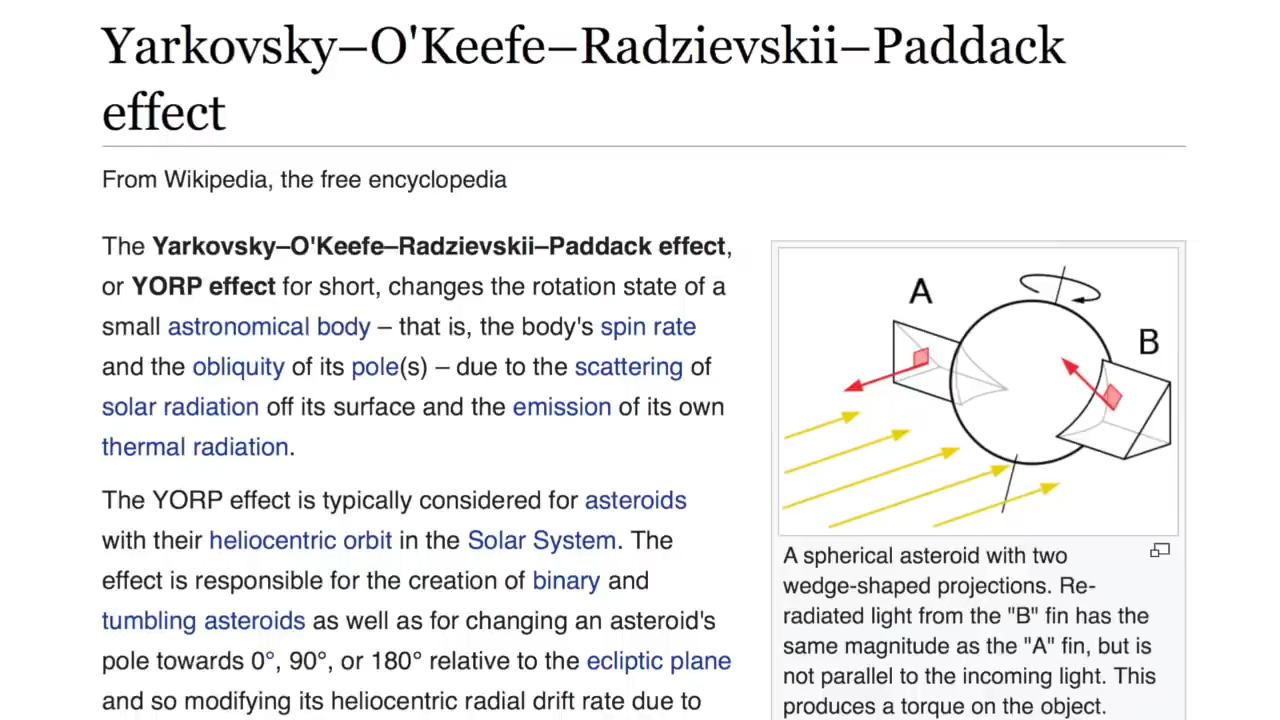 Yarkovsky–O'Keefe–Radzievskii–Paddack
effect
From Wikipedia, the free encyclopedia
The Yarkovsky–O'Keefe–Radzievskii–Paddack effect,
or YORP effect for short, changes the rotation state of a
small astronomical body – that is, the body's spin rate
and the obliquity of its pole(s) – due to the scattering of
solar radiation off its surface and the emission of its own
thermal radiation.
The YORP effect is typically considered for asteroids
with their heliocentric orbit in the Solar System. The
effect is responsible for the creation of binary and
tumbling asteroids as well as for changing an asteroid's
pole towards 0°, 90°, or 180° relative to the ecliptic plane
and so modifying its heliocentric radial drift rate due to
A
B
A spherical asteroid with two
wedge-shaped projections. Re-
radiated light from the "B" fin has the
same magnitude as the "A" fin, but is
not parallel to the incoming light. This
produces a torque on the object.